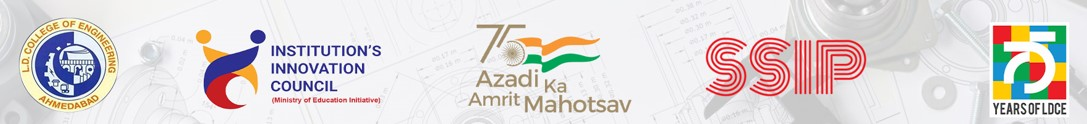 L.D. COLLEGE OF ENGINEERING
AHMEDABAD
INSTITUTION'S
INNOVATION
COUNCIL
(Ministry of Education Initiative)
75
Azadi Ka
Amrit Mahotsav
SSIP
75
YEARS OF LDCE